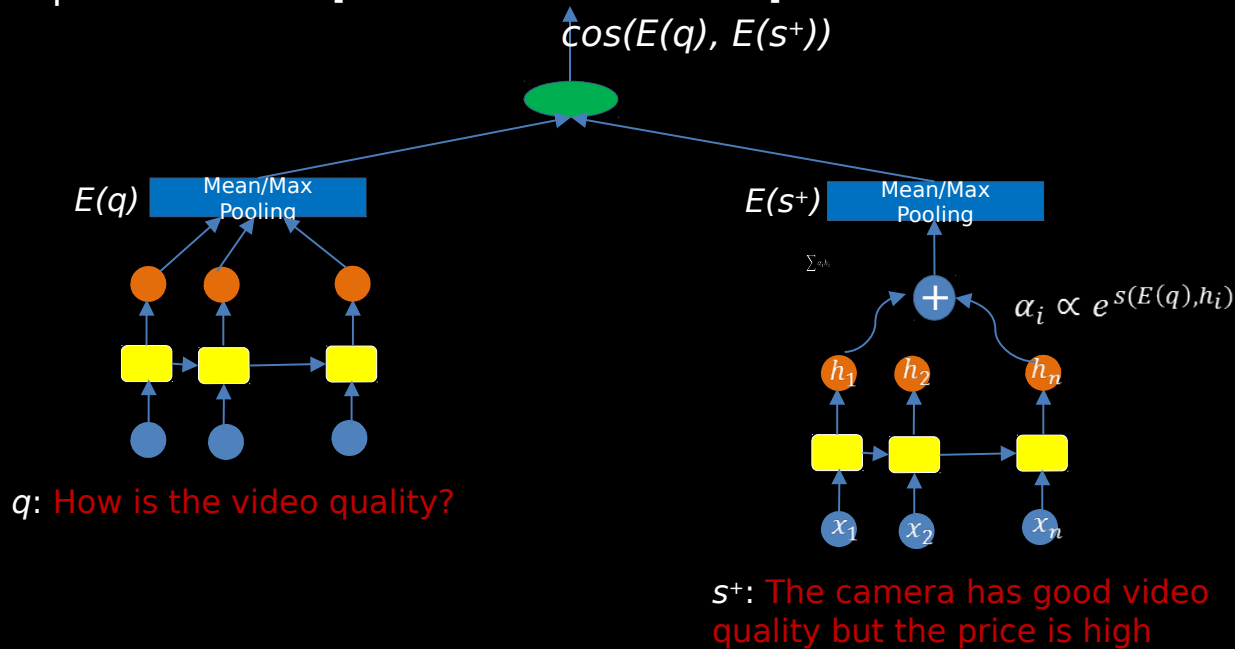 cos(E(q), E(s⁺))
E(q)
Mean/Max
Pooling
E(s⁺)
Mean/Max
Pooling
∑ αᵢhᵢ
+
αᵢ ∝ e^{s(E(q),hᵢ)}
h₁
h₂
hₙ
x₁
x₂
xₙ
q: How is the video quality?
s⁺: The camera has good video
quality but the price is high